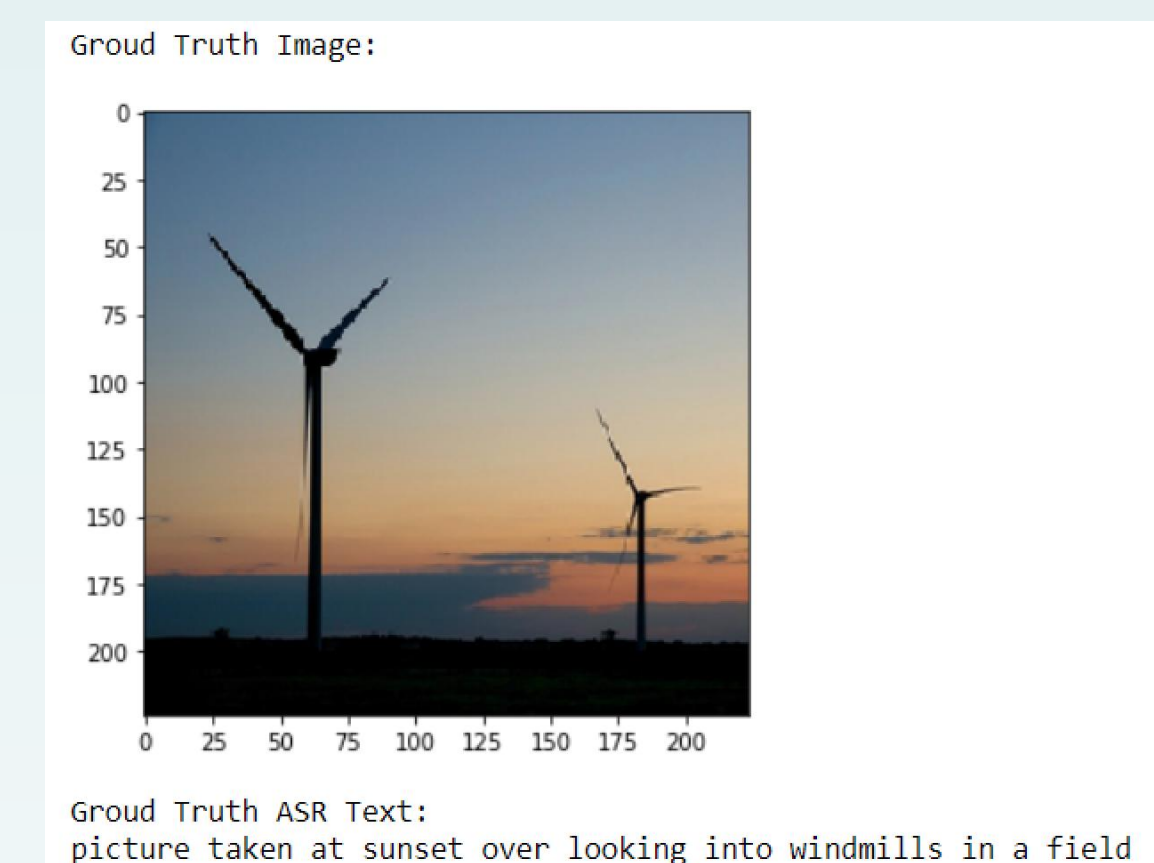 Groud Truth Image:
0
25
50
75
100
125
150
175
200
0 25 50 75 100 125 150 175 200
Groud Truth ASR Text:
picture taken at sunset over looking into windmills in a field